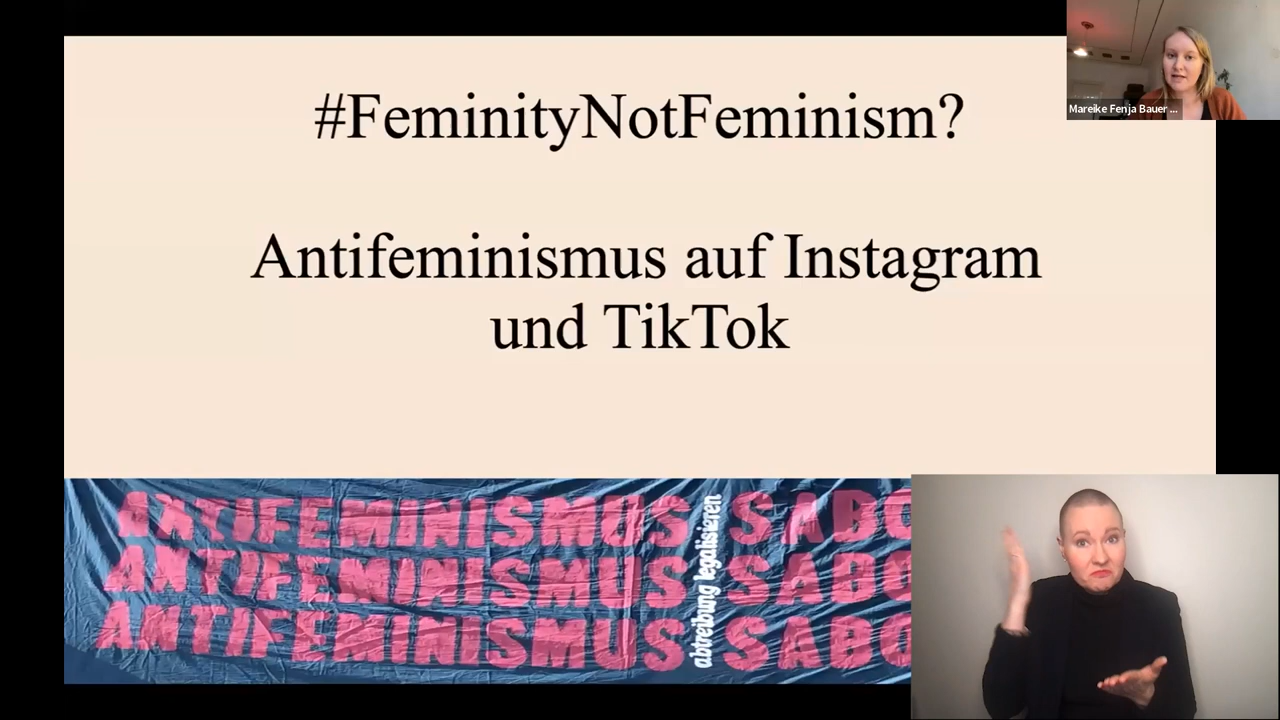 #FeminityNotFeminism?
Mareike Fenja Bauer ...
Antifeminismus auf Instagram
und TikTok
ANTIFEMINISMUS SABO
ANTIFEMINISMUS SABO
ANTIFEMINISMUS SABO
abtreibung legalisieren